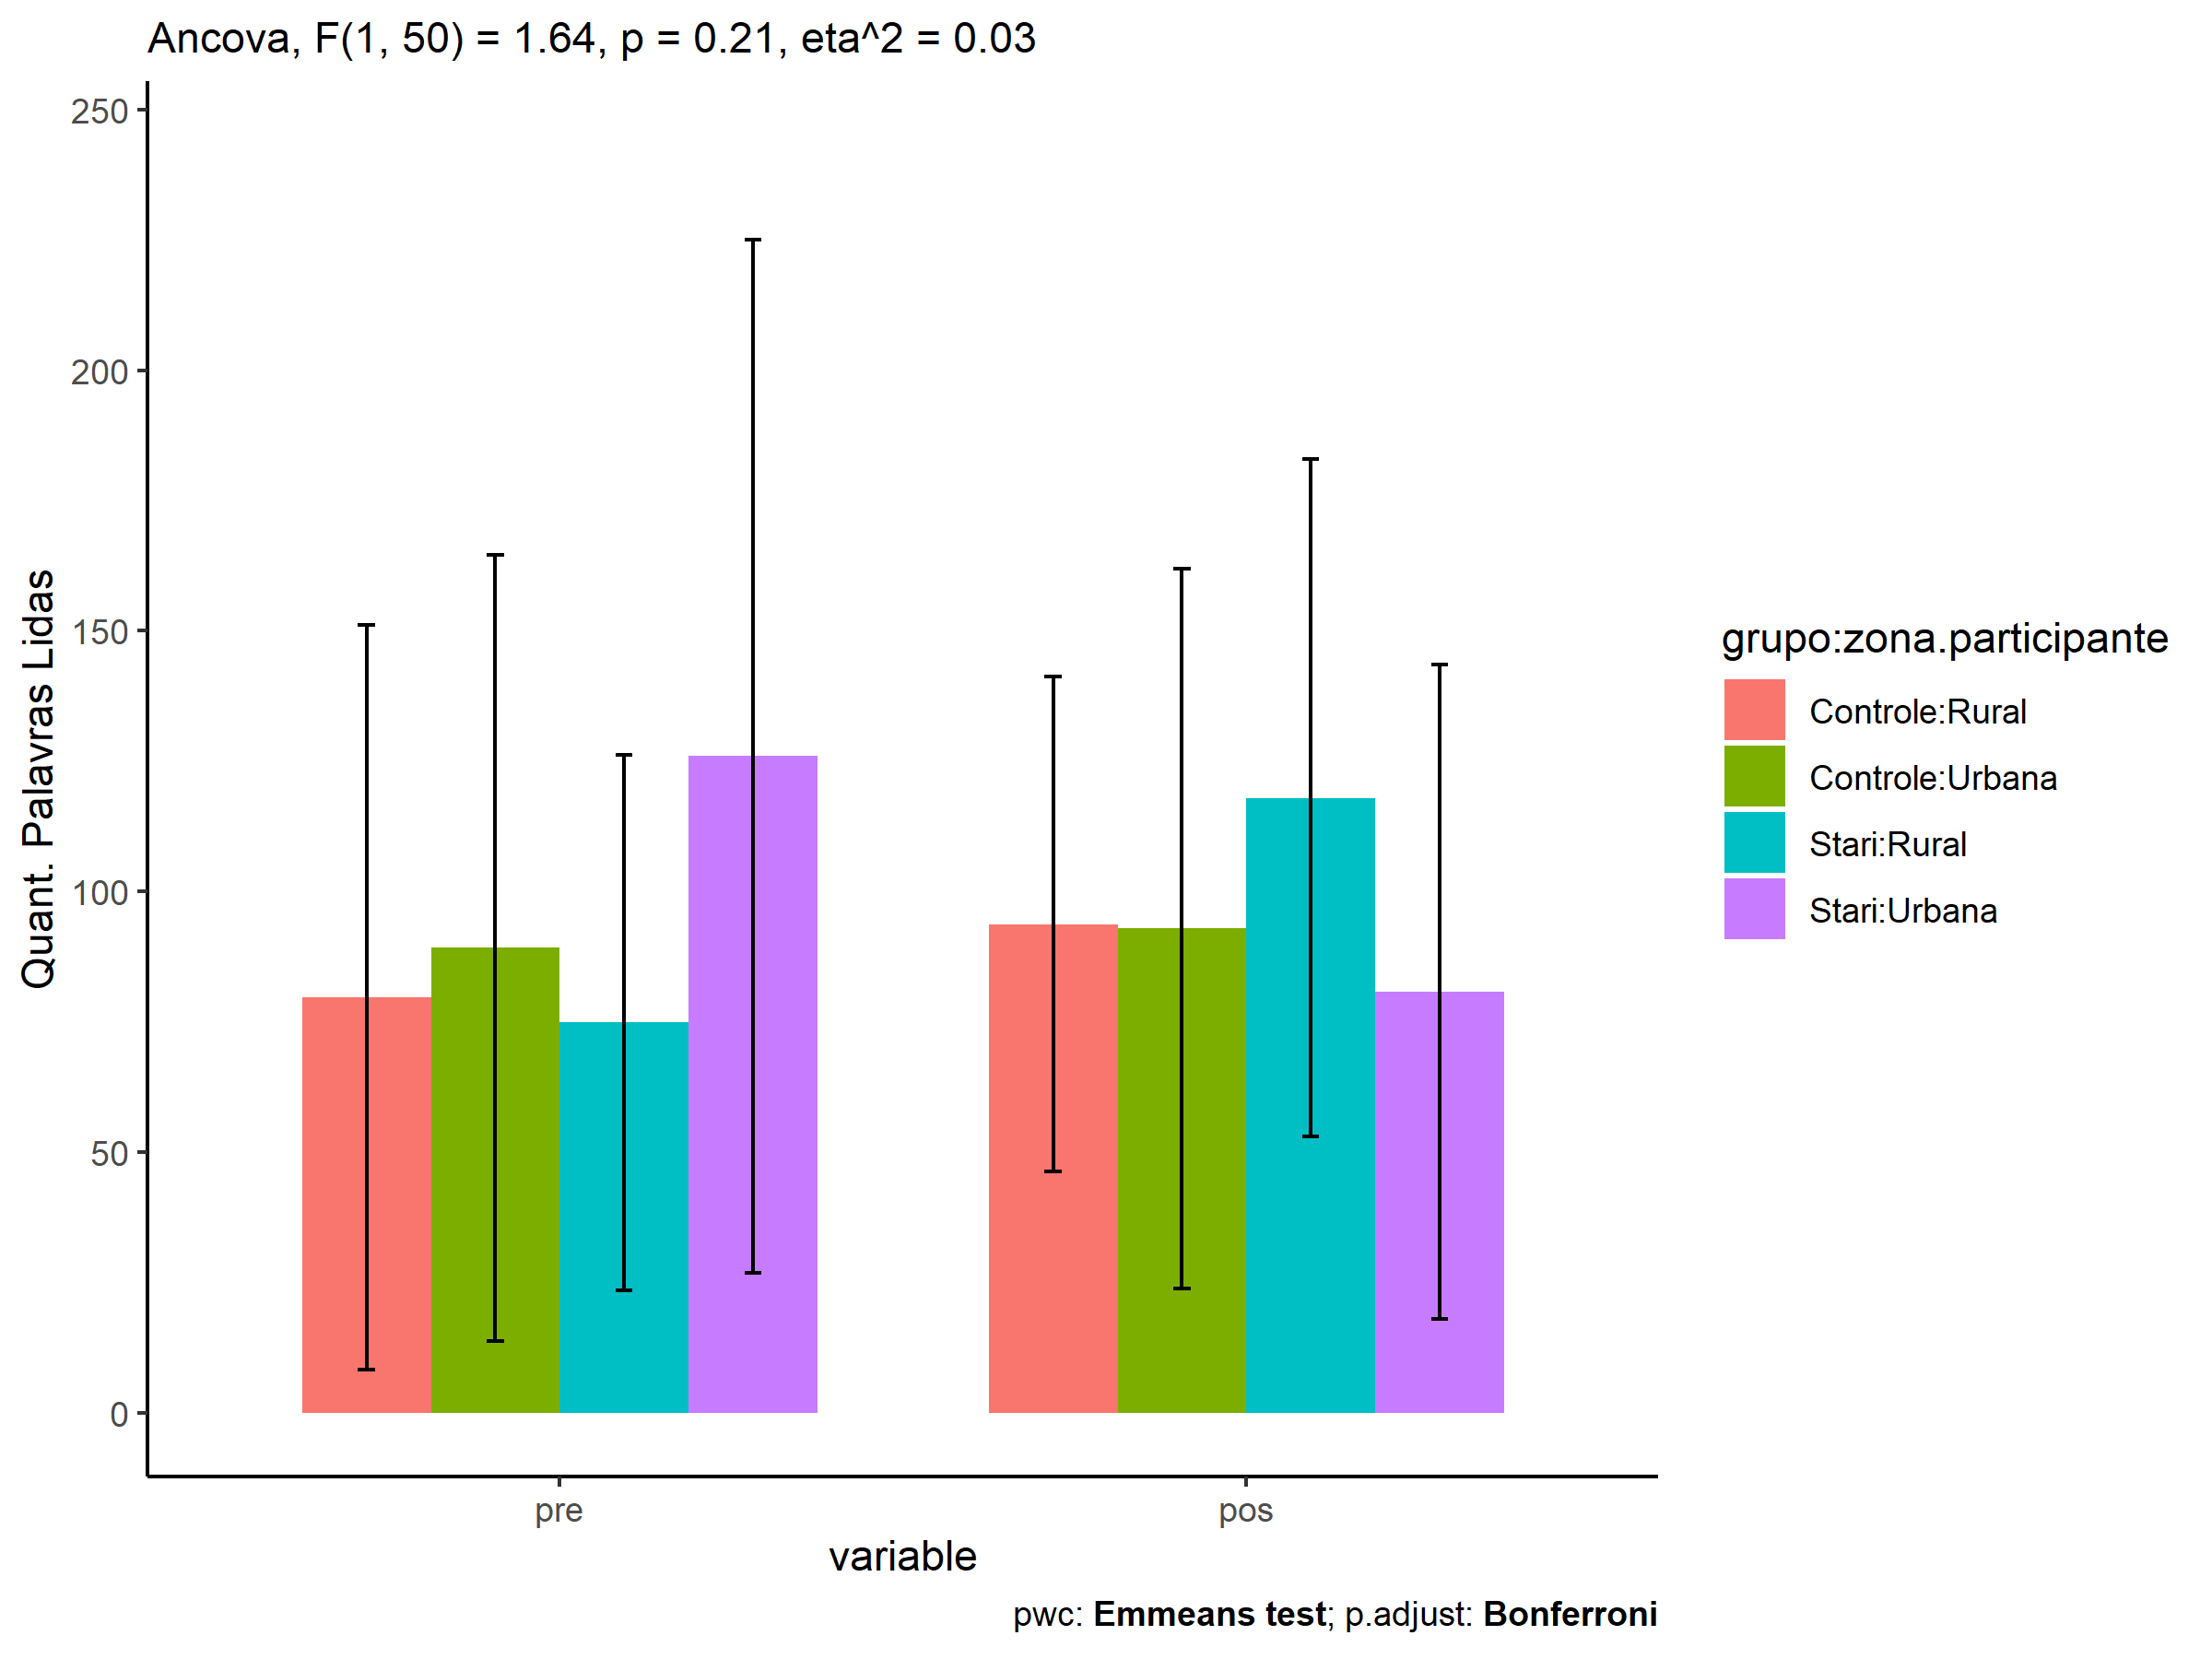 Ancova, F(1, 50) = 1.64, p = 0.21, eta^2 = 0.03
250
200
150
100
50
0
Quant. Palavras Lidas
pre
pos
variable
grupo:zona.participante
Controle:Rural
Controle:Urbana
Stari:Rural
Stari:Urbana
pwc: Emmeans test; p.adjust: Bonferroni